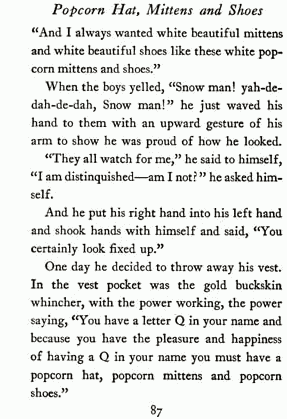 Popcorn Hat, Mittens and Shoes
“And I always wanted white beautiful mittens
and white beautiful shoes like these white pop-
corn mittens and shoes.”
When the boys yelled, “Snow man! yah-de-
dah-de-dah, Snow man!” he just waved his
hand to them with an upward gesture of his
arm to show he was proud of how he looked.
“They all watch for me,” he said to himself,
“I am distinquished—am I not?” he asked him-
self.
And he put his right hand into his left hand
and shook hands with himself and said, “You
certainly look fixed up.”
One day he decided to throw away his vest.
In the vest pocket was the gold buckskin
whincher, with the power working, the power
saying, “You have a letter Q in your name and
because you have the pleasure and happiness
of having a Q in your name you must have a
popcorn hat, popcorn mittens and popcorn
shoes.”
87